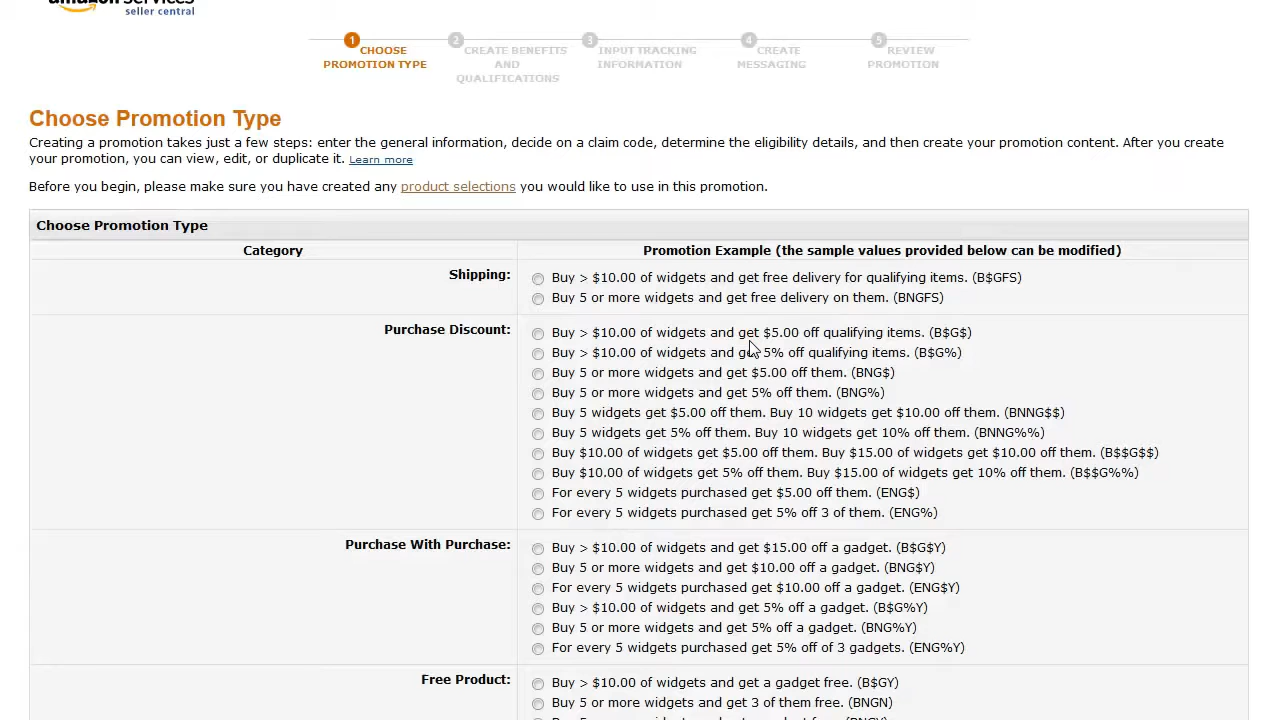 amazon services
seller central
1 CHOOSE PROMOTION TYPE
2 CREATE BENEFITS AND QUALIFICATIONS
3 INPUT TRACKING INFORMATION
4 CREATE MESSAGING
5 REVIEW PROMOTION
Choose Promotion Type
Creating a promotion takes just a few steps: enter the general information, decide on a claim code, determine the eligibility details, and then create your promotion content. After you create
your promotion, you can view, edit, or duplicate it. Learn more
Before you begin, please make sure you have created any product selections you would like to use in this promotion.
Choose Promotion Type
Category Promotion Example (the sample values provided below can be modified)
Shipping: Buy > $10.00 of widgets and get free delivery for qualifying items. (B$GFS)
Buy 5 or more widgets and get free delivery on them. (BNGFS)
Purchase Discount: Buy > $10.00 of widgets and get $5.00 off qualifying items. (B$G$)
Buy > $10.00 of widgets and get 5% off qualifying items. (B$G%)
Buy 5 or more widgets and get $5.00 off them. (BNG$)
Buy 5 or more widgets and get 5% off them. (BNG%)
Buy 5 widgets get $5.00 off them. Buy 10 widgets get $10.00 off them. (BNNG$$)
Buy 5 widgets get 5% off them. Buy 10 widgets get 10% off them. (BNNG%%)
Buy $10.00 of widgets get $5.00 off them. Buy $15.00 of widgets get $10.00 off them. (B$$G$$)
Buy $10.00 of widgets get 5% off them. Buy $15.00 of widgets get 10% off them. (B$$G%%)
For every 5 widgets purchased get $5.00 off them. (ENG$)
For every 5 widgets purchased get 5% off 3 of them. (ENG%)
Purchase With Purchase: Buy > $10.00 of widgets and get $15.00 off a gadget. (B$G$Y)
Buy 5 or more widgets and get $10.00 off a gadget. (BNG$Y)
For every 5 widgets purchased get $10.00 off a gadget. (ENG$Y)
Buy > $10.00 of widgets and get 5% off a gadget. (B$G%Y)
Buy 5 or more widgets and get 5% off a gadget. (BNG%Y)
For every 5 widgets purchased get 5% off of 3 gadgets. (ENG%Y)
Free Product: Buy > $10.00 of widgets and get a gadget free. (B$GY)
Buy 5 or more widgets and get 3 of them free. (BNGN)